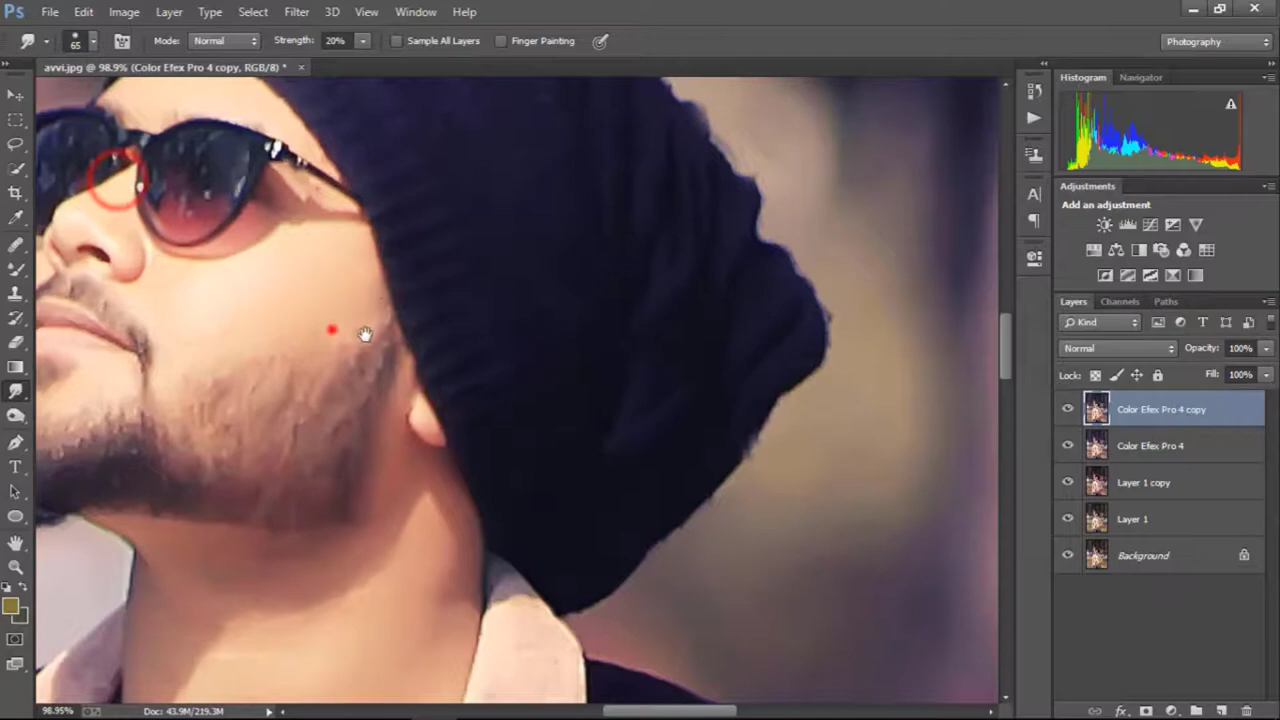 Ps File Edit Image Layer Type Select Filter 3D View Window Help
65 Mode: Normal Strength: 20% Sample All Layers Finger Painting Photography
avvi.jpg @ 98.9% (Color Efex Pro 4 copy, RGB/8) * ×
Histogram Navigator
Adjustments
Add an adjustment
Layers Channels Paths
Kind
Normal Opacity: 100%
Lock: Fill: 100%
Color Efex Pro 4 copy
Color Efex Pro 4
Layer 1 copy
Layer 1
Background
98.95% Doc: 43.9M/219.3M